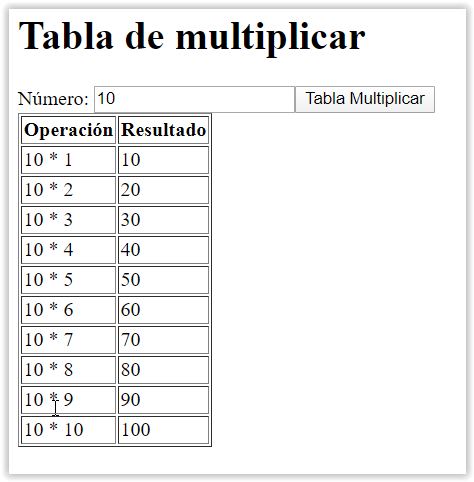 Tabla de multiplicar
Número: 10 Tabla Multiplicar
Operación Resultado
10 * 1 10
10 * 2 20
10 * 3 30
10 * 4 40
10 * 5 50
10 * 6 60
10 * 7 70
10 * 8 80
10 * 9 90
10 * 10 100